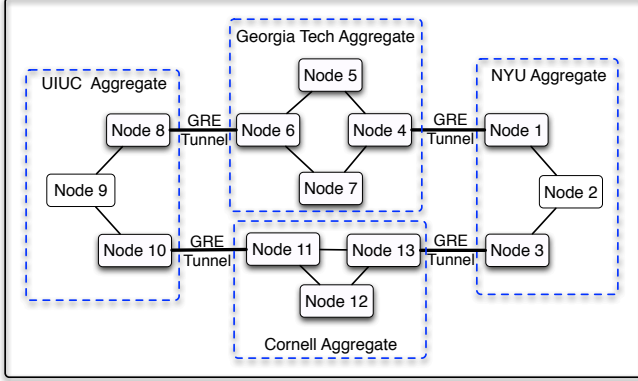 Georgia Tech Aggregate
UIUC Aggregate
NYU Aggregate
Node 5
Node 8
GRE
Tunnel
Node 6
Node 4
GRE
Tunnel
Node 1
Node 9
Node 7
Node 2
Node 10
GRE
Tunnel
Node 11
Node 13
GRE
Tunnel
Node 3
Node 12
Cornell Aggregate